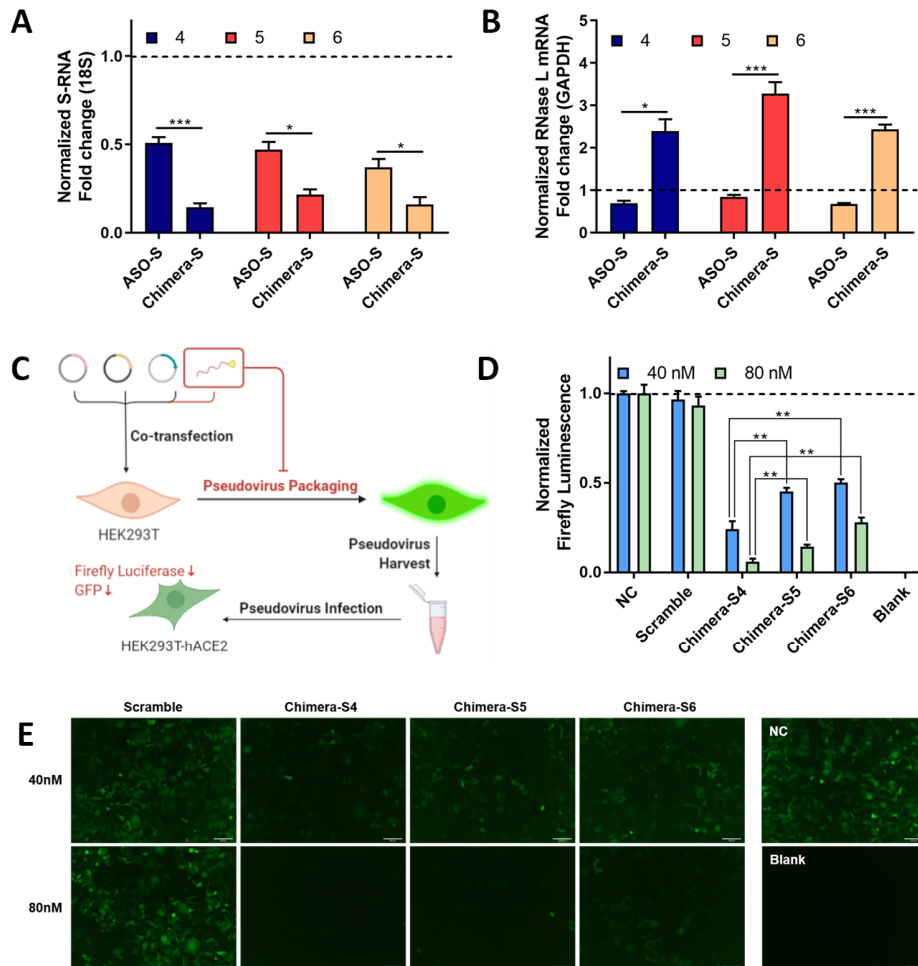 A
4 5 6
Normalized S-RNA
Fold change (18S)
1.0
0.5
0.0
*** * *
ASO-S Chimera-S ASO-S Chimera-S ASO-S Chimera-S
B
4 5 6
Normalized RNase L mRNA
Fold change (GAPDH)
5
4
3
2
1
0
* *** ***
ASO-S Chimera-S ASO-S Chimera-S ASO-S Chimera-S
C
Co-transfection
Pseudovirus Packaging
HEK293T
Pseudovirus
Harvest
Firefly Luciferase↓
GFP↓
Pseudovirus Infection
HEK293T-hACE2
D
40 nM 80 nM
Normalized
Firefly Luminescence
1.0
0.5
0.0
**
** **
**
NC Scramble Chimera-S4 Chimera-S5 Chimera-S6 Blank
E
Scramble Chimera-S4 Chimera-S5 Chimera-S6
NC
40nM
Blank
80nM